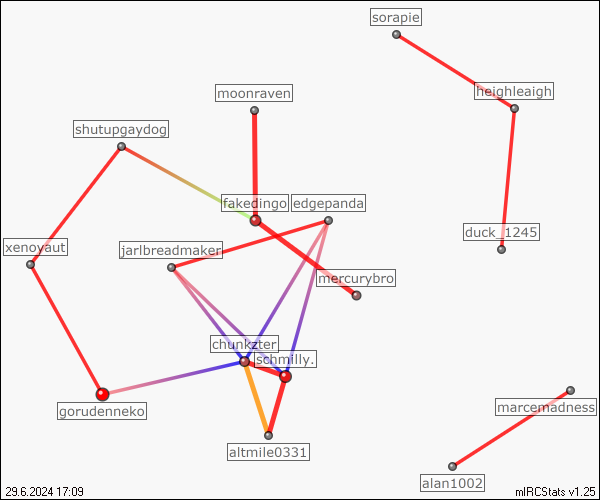 sorapie
moonraven
heighleaigh
shutupgaydog
fakedingo
edgepanda
duck_1245
xenoyaut
jarlbreadmaker
mercurybro
chunkzter
schmilly.
marcemadness
gorudenneko
altmile0331
alan1002
29.6.2024 17:09
mIRCStats v1.25